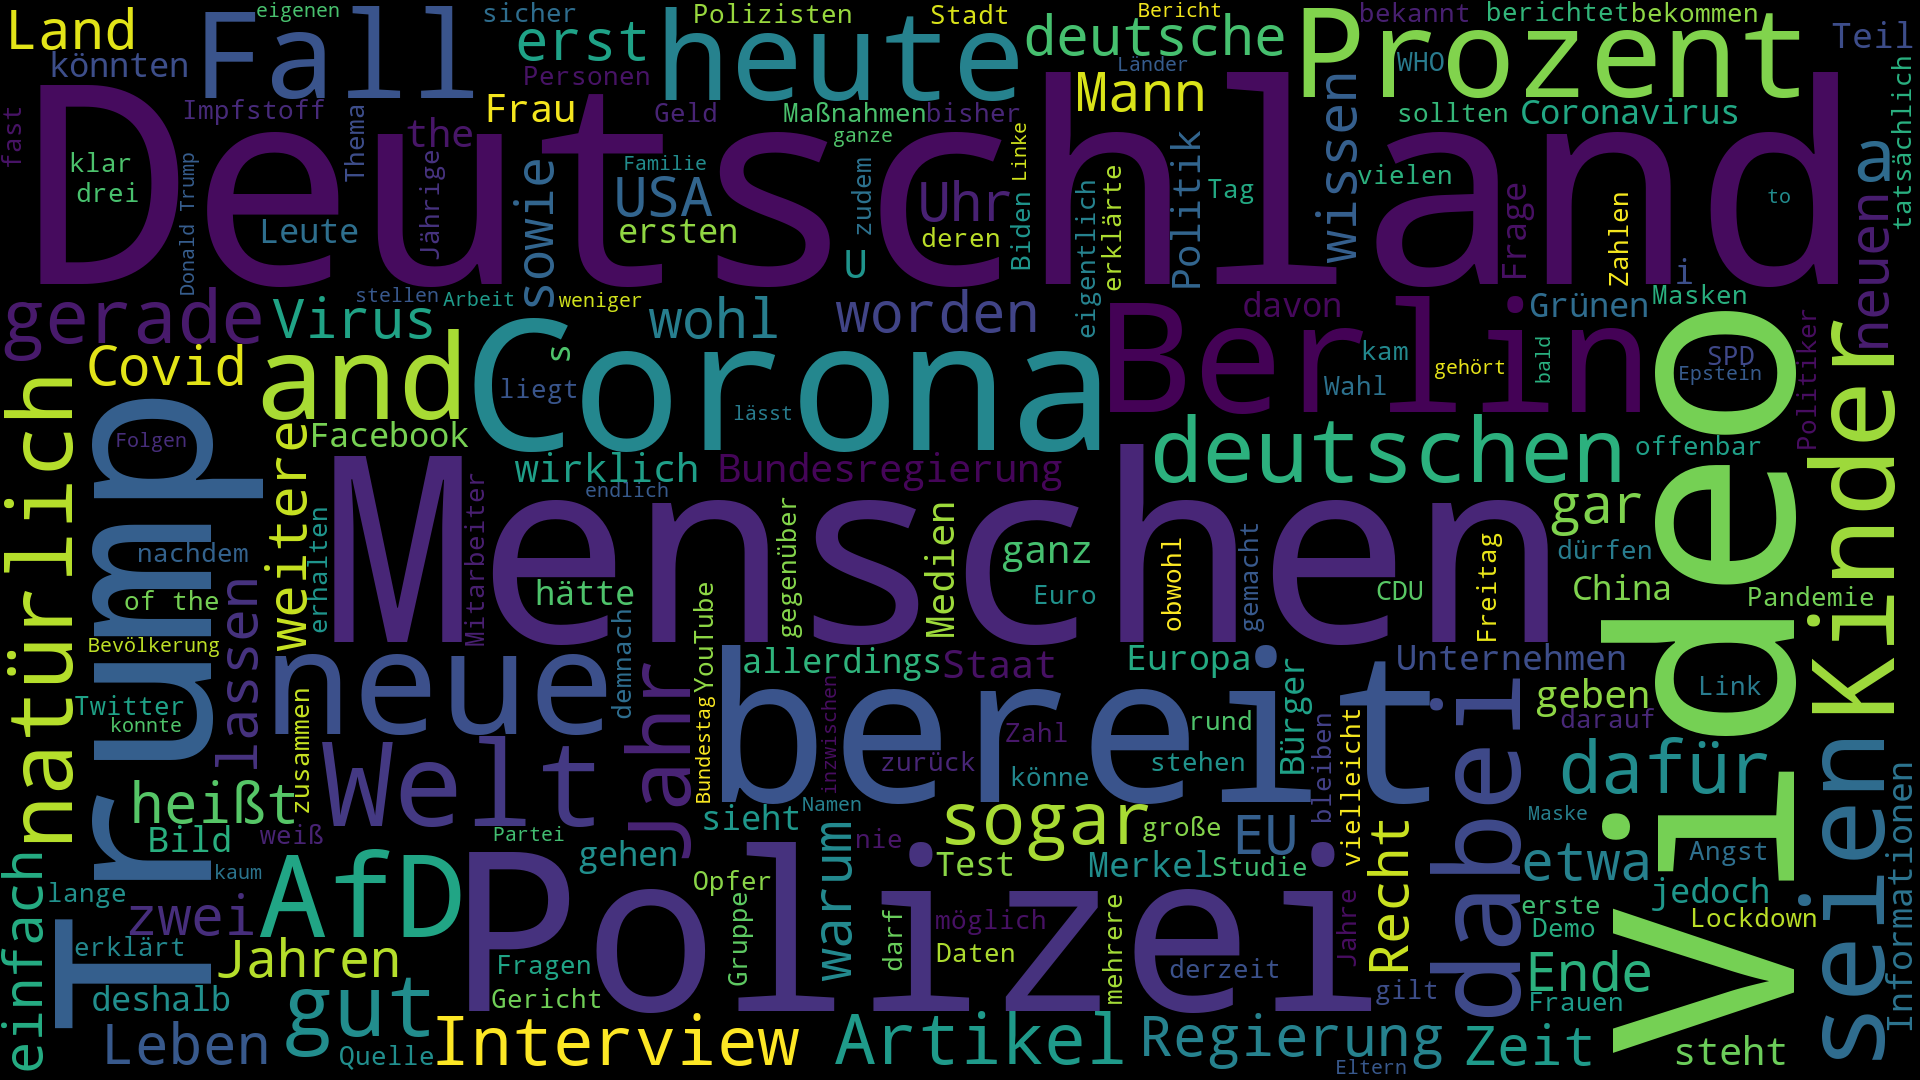 Land
eigenen
Fall
sicher
erst
heute
Polizisten
Stadt
Bericht
deutsche
Prozent
bekannt
berichtet
bekommen
Teil
könnten
Personen
Länder
WHO
Deutschland
Impfstoff
Frau
Geld
Maßnahmen
bisher
Mann
sollten
Coronavirus
fast
Thema
the
ganze
Linke
wissen
tatsächlich
klar
drei
Jährige
Familie
Politik
vielen
a
Donald Trump
sowie
USA
zudem
Uhr
Tag
Frage
Zahlen
to
Leute
ersten
deren
Biden
eigentlich
erklärte
U
i
neuen
gerade
Virus
stellen
Arbeit
weniger
wohl
worden
davon
Grünen
Masken
Covid
and
Corona
s
Berlin
kam
gehört
bald
SPD
Epstein
Politiker
liegt
Wahl
lässt
natürlich
Trump
Folgen
weitere
Facebook
wirklich
Bundesregierung
deutschen
offenbar
Video
Kinder
endlich
Menschen
Mitarbeiter
gegenüber
Medien
ganz
gar
nachdem
erhalten
hätte
Euro
obwohl
gemacht
CDU
Freitag
dürfen
China
Pandemie
of the
lassen
Bevölkerung
neue
demnach
YouTube
allerdings
Staat
Europa
Unternehmen
Twitter
konnte
zusammen
Jahr
Bundestag
inzwischen
bereit
Zahl
rund
Bürger
geben
Link
darauf
Welt
zurück
könne
stehen
bleiben
vielleicht
dabei
dafür
heißt
Bild
weiß
Partei
sieht
Namen
sogar
große
EU
Maske
seien
Informationen
kaum
gehen
warum
nie
Test
Merkel
Studie
Recht
etwa
Angst
einfach
lange
zwei
AfD
Polizei
Opfer
Gruppe
darf
möglich
mehrere
Jahre
erste
jedoch
Demo
Lockdown
erklärt
Jahren
Fragen
Daten
derzeit
Ende
deshalb
gut
Gericht
gilt
Frauen
Leben
Quelle
Interview
Artikel
Regierung
Eltern
Zeit
steht